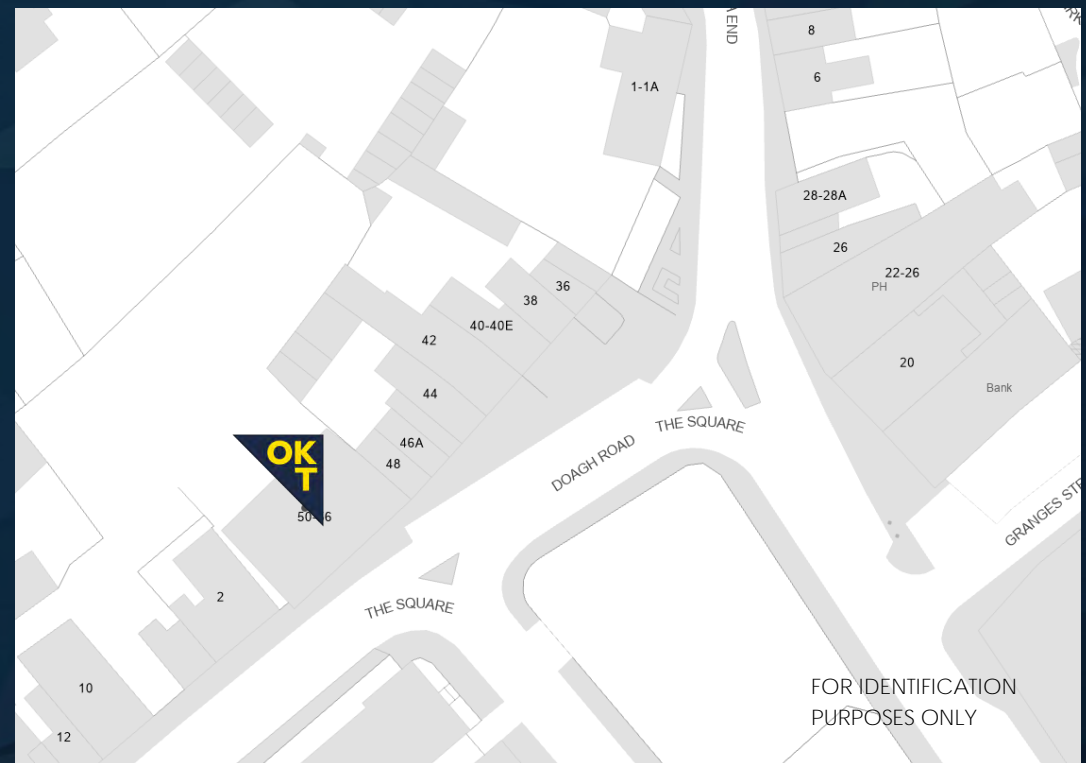 8
6
1-1A
END
28-28A
26
22-26
PH
36
38
40-40E
42
20
Bank
44
THE SQUARE
46A
48
DOAGH ROAD
OK
T
GRANGES
2
THE SQUARE
10
12
FOR IDENTIFICATION
PURPOSES ONLY